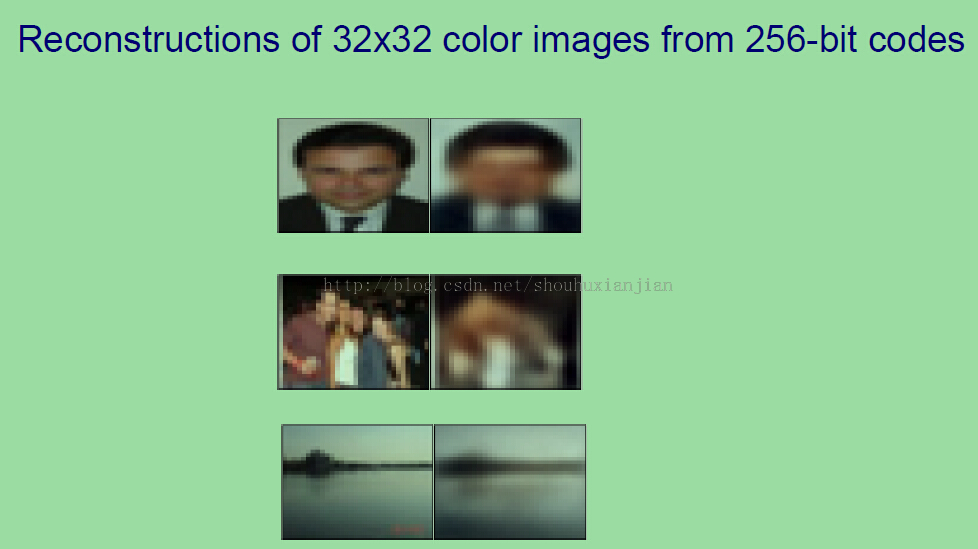 Reconstructions of 32x32 color images from 256-bit codes
http://blog.csdn.net/shouhuxianjian